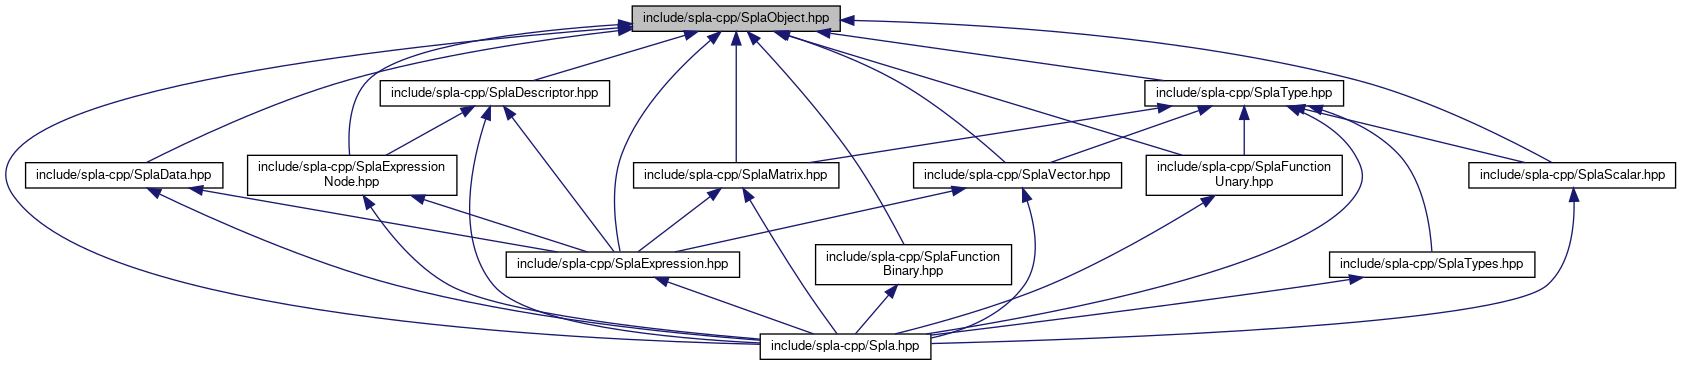 include/spla-cpp/SplaObject.hpp
include/spla-cpp/SplaDescriptor.hpp
include/spla-cpp/SplaType.hpp
include/spla-cpp/SplaData.hpp
include/spla-cpp/SplaExpression
Node.hpp
include/spla-cpp/SplaMatrix.hpp
include/spla-cpp/SplaVector.hpp
include/spla-cpp/SplaFunction
Unary.hpp
include/spla-cpp/SplaScalar.hpp
include/spla-cpp/SplaExpression.hpp
include/spla-cpp/SplaFunction
Binary.hpp
include/spla-cpp/SplaTypes.hpp
include/spla-cpp/Spla.hpp